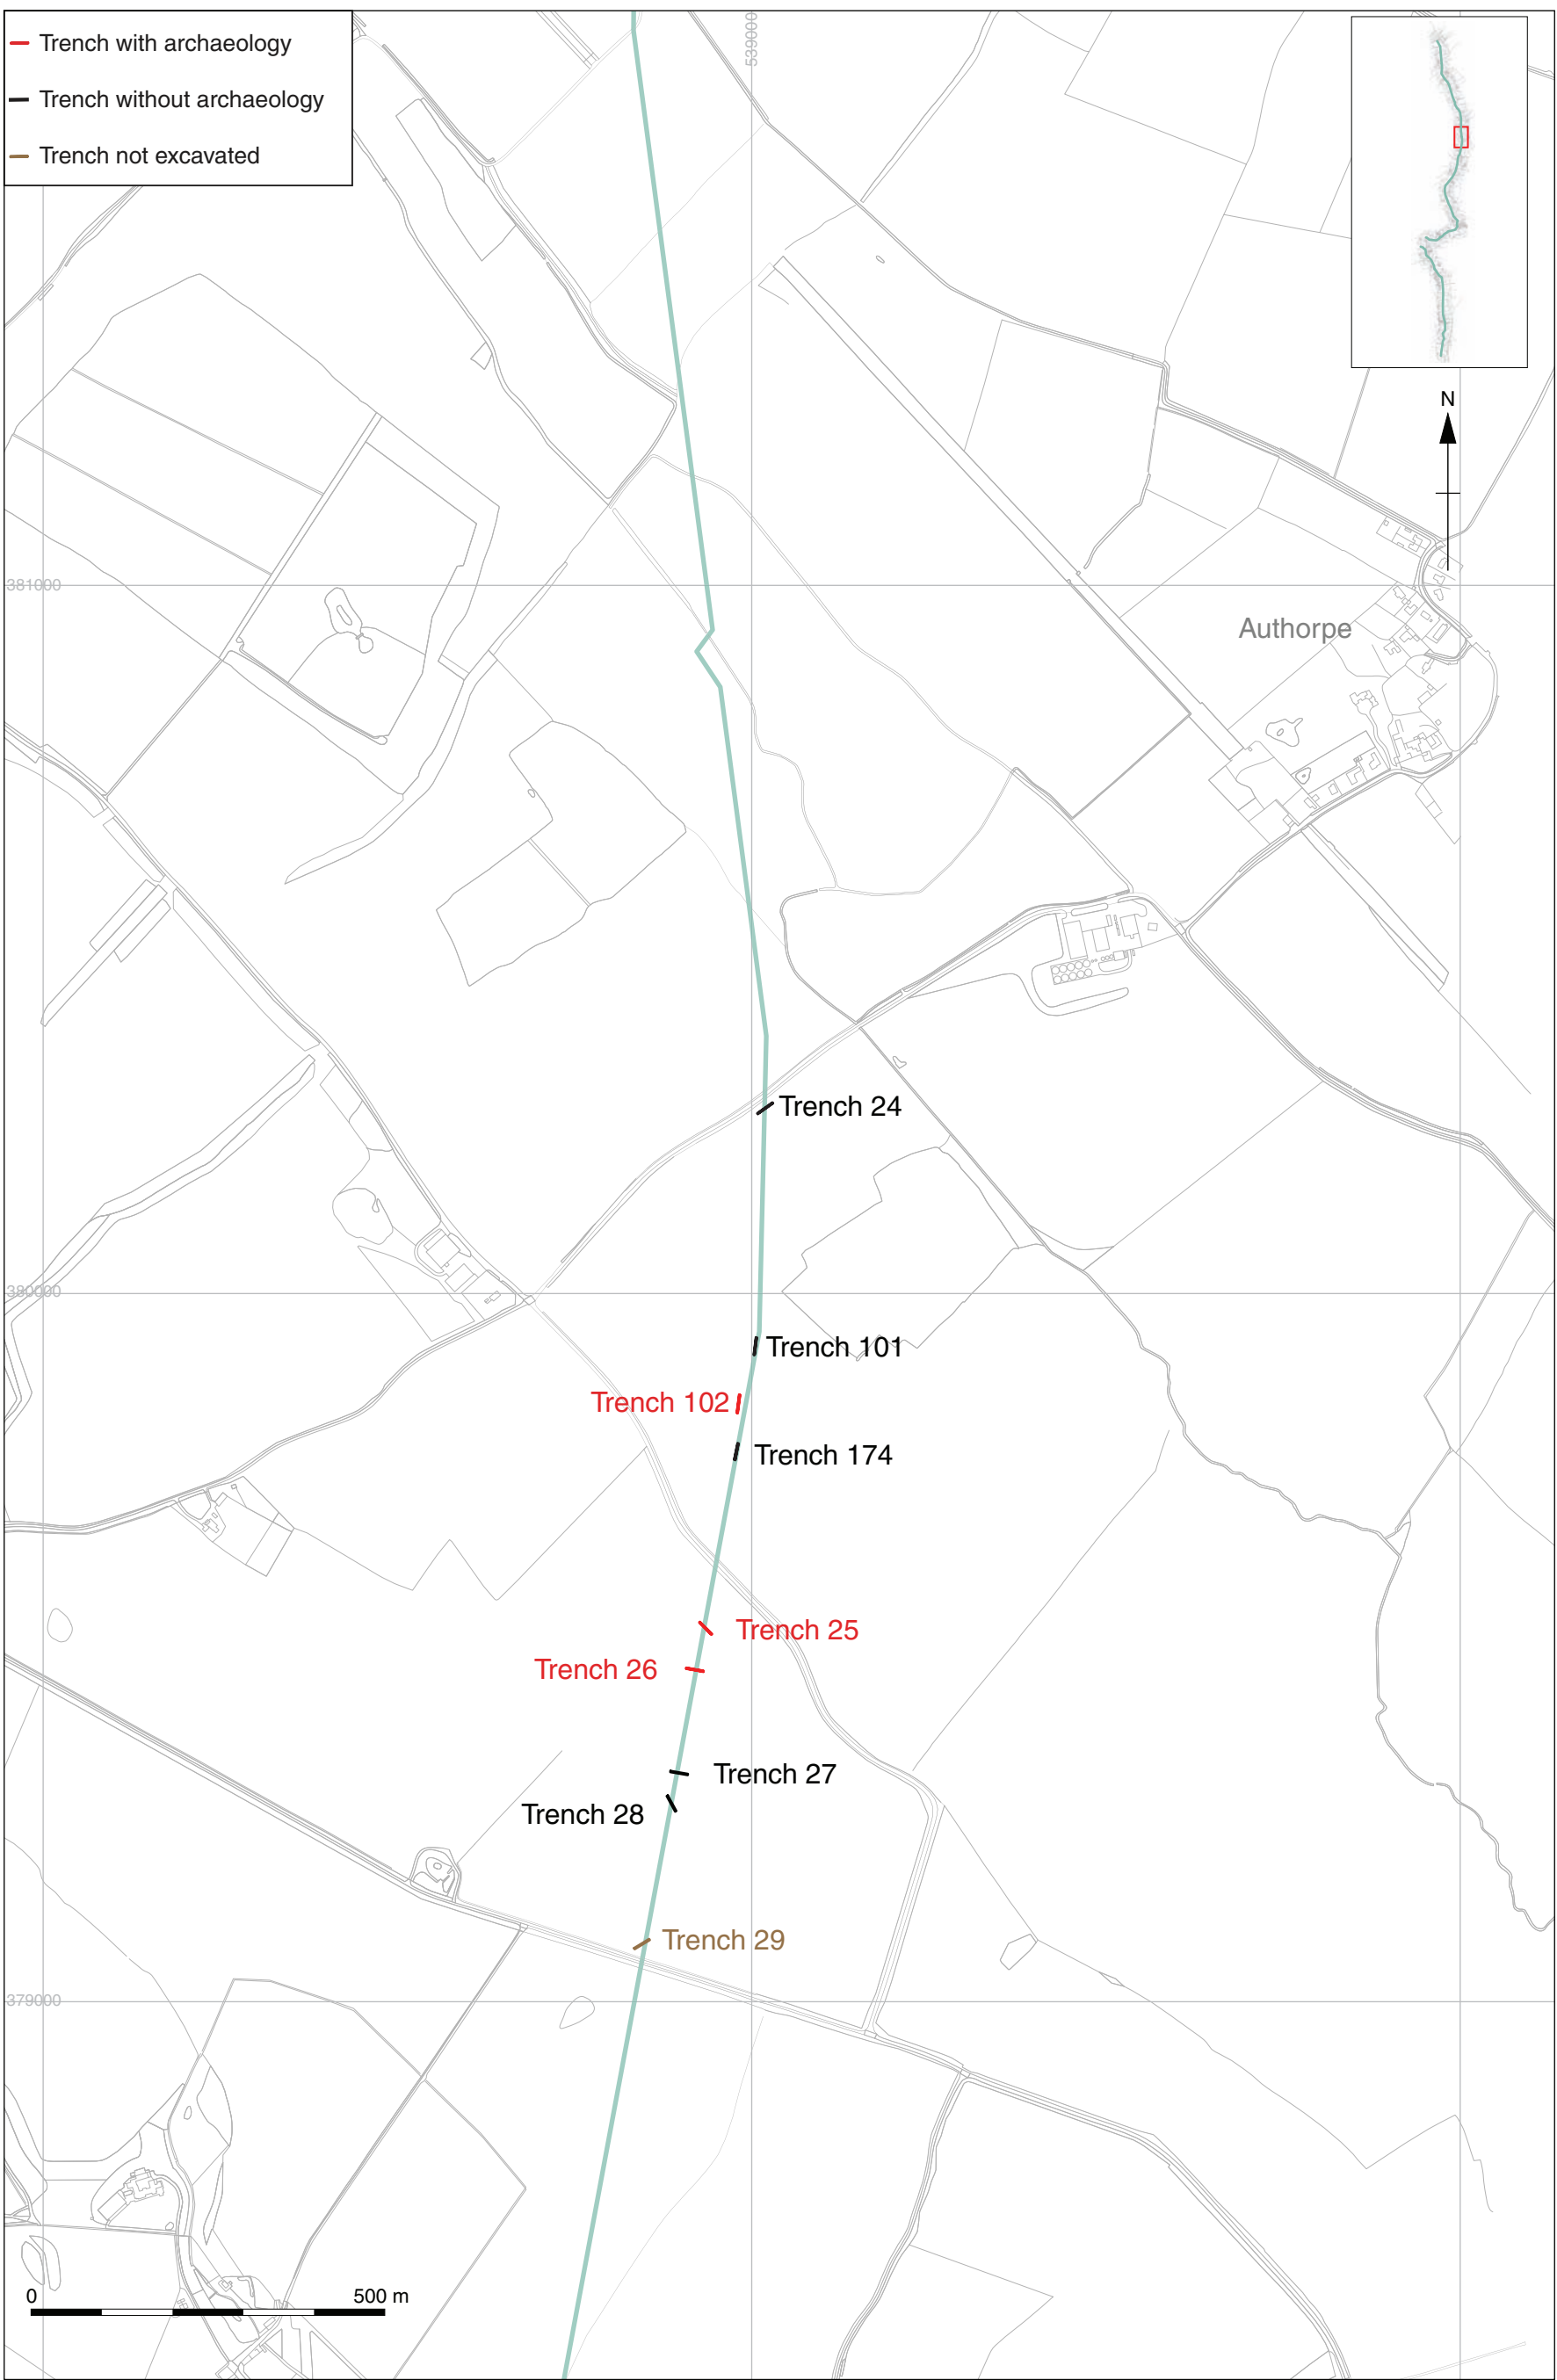 Trench with archaeology
Trench without archaeology
Trench not excavated
539000
N
381000
Authorpe
Trench 24
380000
Trench 101
Trench 102
Trench 174
Trench 25
Trench 26
Trench 27
Trench 28
Trench 29
379000
0 500 m